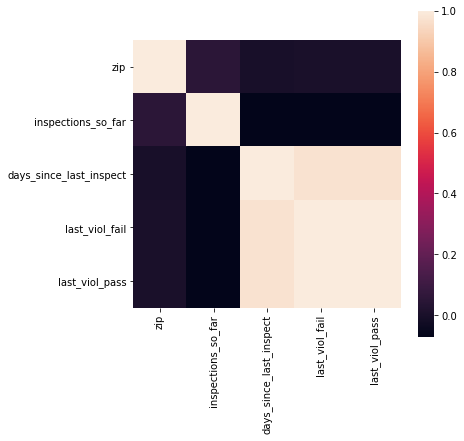 1.0
0.8
0.6
0.4
0.2
0.0
zip
inspections_so_far
days_since_last_inspect
last_viol_fail
last_viol_pass
zip
inspections_so_far
days_since_last_inspect
last_viol_fail
last_viol_pass